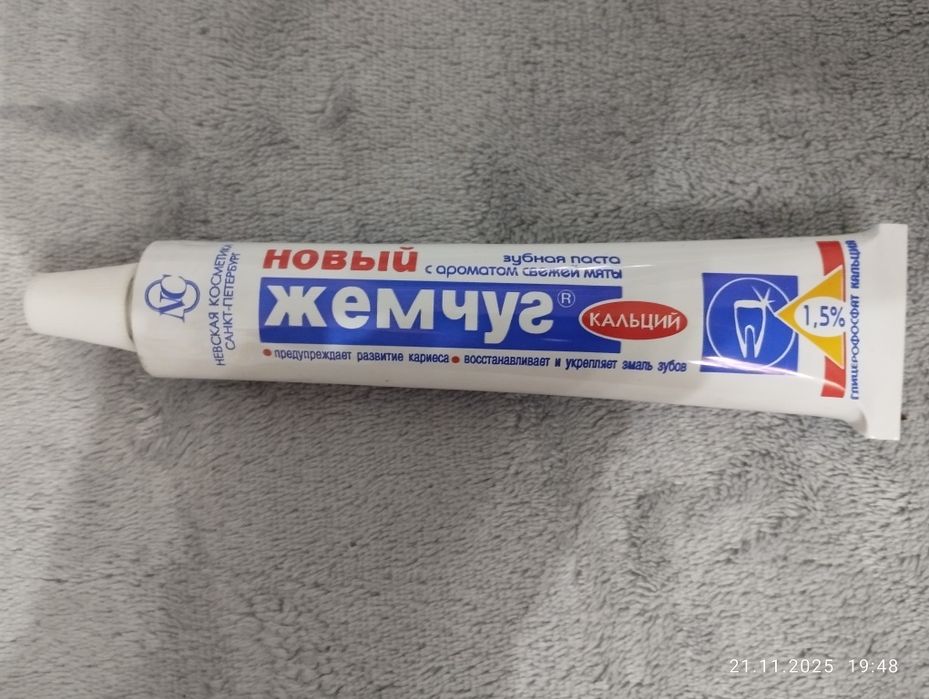 НС
НЕВСКАЯ КОСМЕТИКА
САНКТ-ПЕТЕРБУРГ
НОВЫЙ
зубная паста
с ароматом свежей мяты
Жемчуг®
КАЛЬЦИЙ
• предупреждает развитие кариеса • восстанавливает и укрепляет эмаль зубов
1,5%
ГЛИЦЕРОФОСФАТ КАЛЬЦИЯ
21.11.2025 19:48